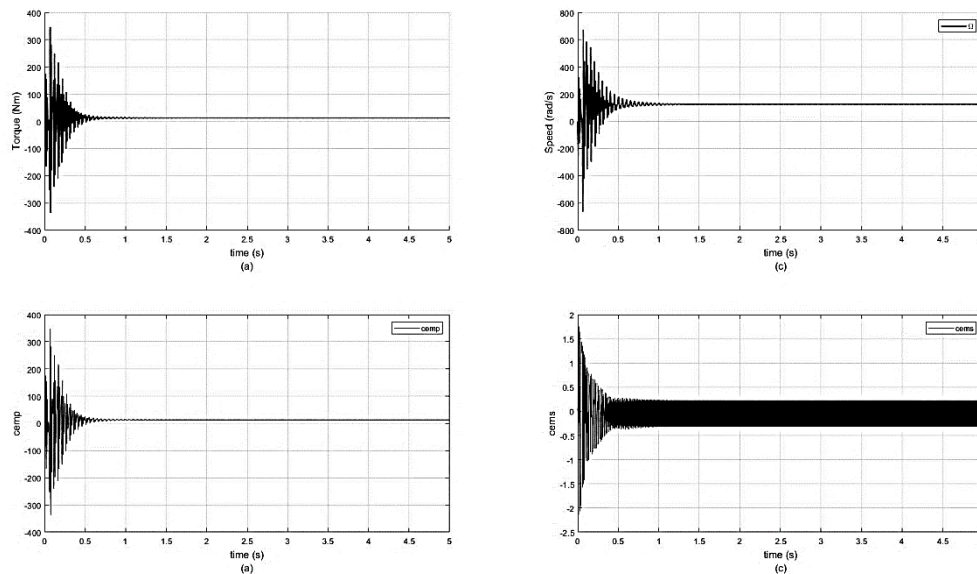 400
300
200
100
0
-100
-200
-300
-400
Torque (Nm)
0 0.5 1 1.5 2 2.5 3 3.5 4 4.5 5
time (s)
(a)
800
600
400
200
0
-200
-400
-600
-800
Speed (rad/s)
Ω
0 0.5 1 1.5 2 2.5 3 3.5 4 4.5
time (s)
(c)
400
300
200
100
0
-100
-200
-300
-400
cemp
cemp
0 0.5 1 1.5 2 2.5 3 3.5 4 4.5 5
time (s)
(a)
2
1.5
1
0.5
0
-0.5
-1
-1.5
-2
-2.5
cems
cems
0 0.5 1 1.5 2 2.5 3 3.5 4 4.5
time (s)
(c)